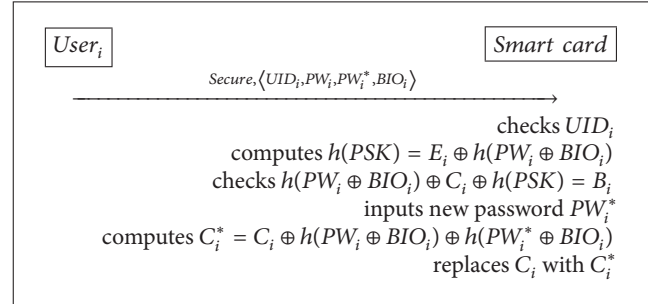 User_i Smart card
Secure,⟨UID_i,PW_i,PW_i^*,BIO_i⟩
checks UID_i
computes h(PSK) = E_i ⊕ h(PW_i ⊕ BIO_i)
checks h(PW_i ⊕ BIO_i) ⊕ C_i ⊕ h(PSK) = B_i
inputs new password PW_i^*
computes C_i^* = C_i ⊕ h(PW_i ⊕ BIO_i) ⊕ h(PW_i^* ⊕ BIO_i)
replaces C_i with C_i^*